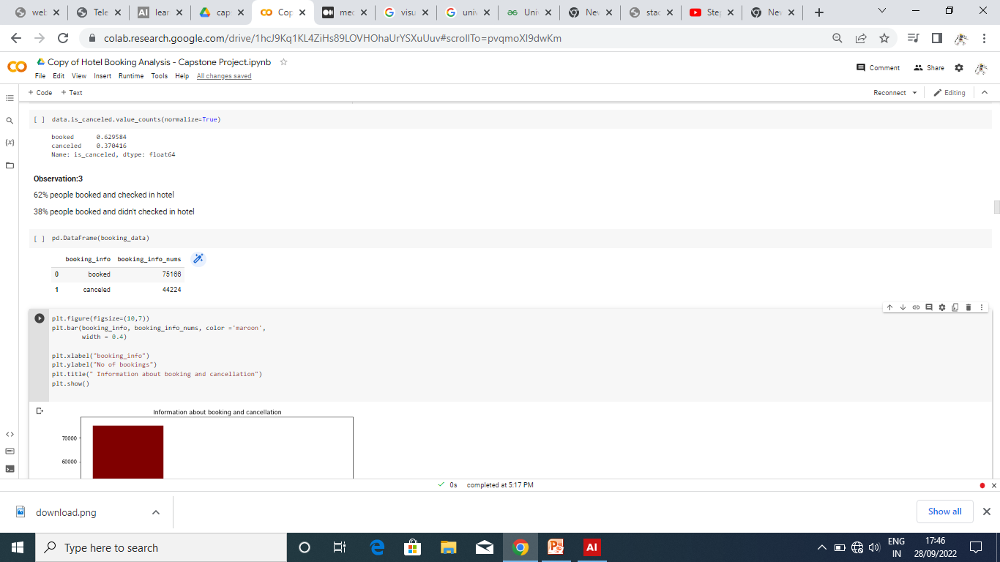 web
Tele
lear
cap
Cop
med
visu
univ
Univ
Nev
stac
Step
Nev
colab.research.google.com/drive/1hcJ9Kq1KL4ZiHs89LOVHOhaUrYSXuUuv#scrollTo=pvqmoXI9dwKm
Copy of Hotel Booking Analysis - Capstone Project.ipynb
Comment Share
File Edit View Insert Runtime Tools Help All changes saved
+ Code + Text
Reconnect Editing
[ ] data.is_canceled.value_counts(normalize=True)
booked 0.629584
canceled 0.370416
Name: is_canceled, dtype: float64
Observation:3
62% people booked and checked in hotel
38% people booked and didn't checked in hotel
[ ] pd.DataFrame(booking_data)
booking_info booking_info_nums
0 booked 75166
1 canceled 44224
plt.figure(figsize=(10,7))
plt.bar(booking_info, booking_info_nums, color ='maroon',
width = 0.4)
plt.xlabel("booking_info")
plt.ylabel("No of bookings")
plt.title(" Information about booking and cancellation")
plt.show()
Information about booking and cancellation
70000
60000
0s completed at 5:17 PM
download.png
Show all
Type here to search
AI
ENG
IN
17:46
28/09/2022